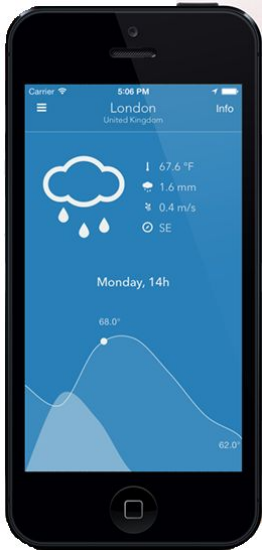 Carrier 5:06 PM
London
United Kingdom
Info
67.6 °F
1.6 mm
0.4 m/s
SE
Monday, 14h
68.0°
62.0°